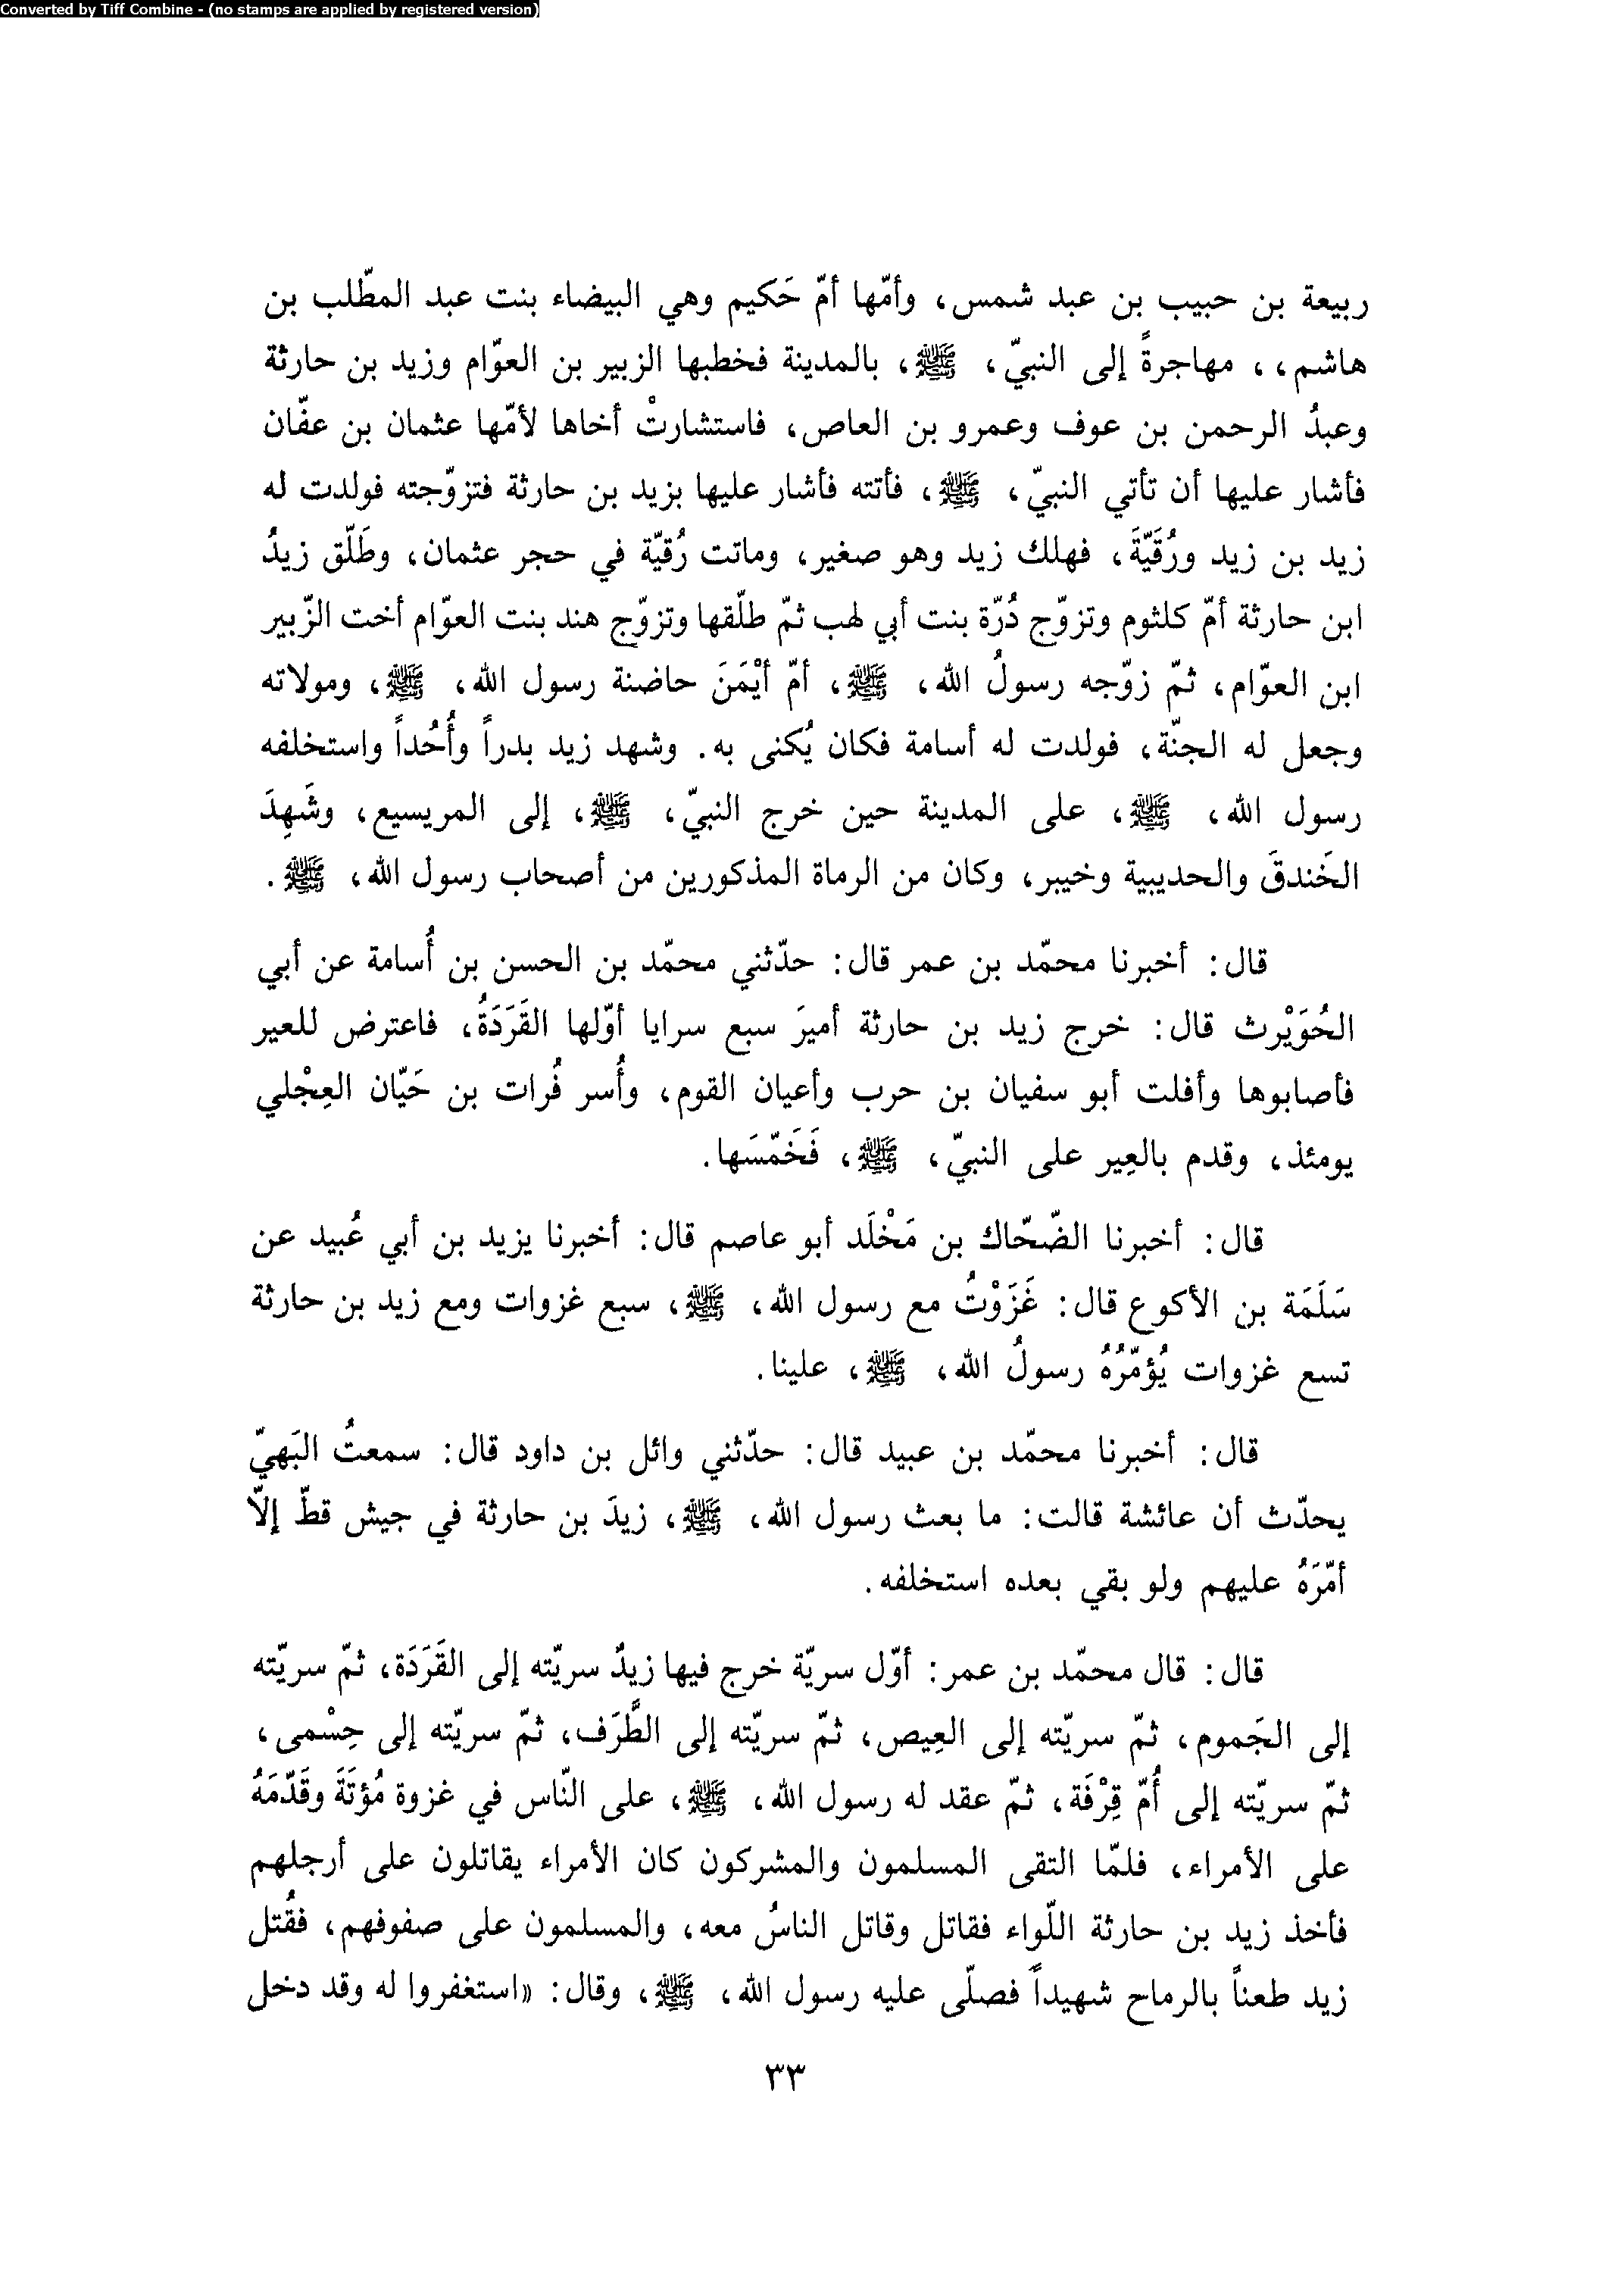 Converted by Tiff Combine - (no stamps are applied by registered version)
ربيعة بن حبيب بن عبد شمس، وأمّها أمّ حَكيم وهي البيضاء بنت عبد المطّلب بن
هاشم،، مهاجرةً إلى النبيّ، ﷺ، بالمدينة فخطبها الزبير بن العوّام وزيد بن حارثة
وعبدُ الرحمن بن عوف وعمرو بن العاص، فاستشارتْ أخاها لأمّها عثمان بن عفّان
فأشار عليها أن تأتي النبيّ، ﷺ، فأتته فأشار عليها بزيد بن حارثة فتزوّجته فولدت له
زيد بن زيد ورُقَيّةَ، فهلك زيد وهو صغير، وماتت رُقيّة في حجر عثمان، وطَلّق زيدُ
ابن حارثة أمّ كلثوم وتزوّج دُرّة بنت أبي لهب ثمّ طلّقها وتزوّج هند بنت العوّام أخت الزّبير
ابن العوّام، ثمّ زوّجه رسولُ الله، ﷺ، أمّ أيْمَنَ حاضنة رسول الله، ﷺ، ومولاته
وجعل له الجنّة، فولدت له أسامة فكان يُكنى به. وشهد زيد بدراً وأُحُداً واستخلفه
رسول الله، ﷺ، على المدينة حين خرج النبيّ، ﷺ، إلى المريسيع، وشَهِدَ
الخَندقَ والحديبية وخيبر، وكان من الرماة المذكورين من أصحاب رسول الله، ﷺ.
قال: أخبرنا محمّد بن عمر قال: حدّثني محمّد بن الحسن بن أُسامة عن أبي
الحُوَيْرث قال: خرج زيد بن حارثة أميرَ سبع سرايا أوّلها القَرَدَةُ، فاعترض للعير
فأصابوها وأفلت أبو سفيان بن حرب وأعيان القوم، وأُسر فُرات بن حَيّان العِجْلي
يومئذ، وقدم بالعِير على النبيّ، ﷺ، فَخَمّسَها.
قال: أخبرنا الضّحّاك بن مَخْلَد أبو عاصم قال: أخبرنا يزيد بن أبي عُبيد عن
سَلَمَة بن الأكوع قال: غَزَوْتُ مع رسول الله، ﷺ، سبع غزوات ومع زيد بن حارثة
تسع غزوات يُؤمّرُهُ رسولُ الله، ﷺ، علينا.
قال: أخبرنا محمّد بن عبيد قال: حدّثني وائل بن داود قال: سمعتُ البَهيّ
يحدّث أن عائشة قالت: ما بعث رسول الله، ﷺ، زيدَ بن حارثة في جيش قطّ إلّا
أمّرَهُ عليهم ولو بقي بعده استخلفه.
قال: قال محمّد بن عمر: أوّل سريّة خرج فيها زيدٌ سريّته إلى القَرَدَة، ثمّ سريّته
إلى الجَموم، ثمّ سريّته إلى العِيص، ثمّ سريّته إلى الطَّرَف، ثمّ سريّته إلى حِسْمى،
ثمّ سريّته إلى أُمّ قِرْفَة، ثمّ عقد له رسول الله، ﷺ، على النّاس في غزوة مُؤتَةَ وقَدّمَهُ
على الأمراء، فلمّا التقى المسلمون والمشركون كان الأمراء يقاتلون على أرجلهم
فأخذ زيد بن حارثة اللّواء فقاتل وقاتل الناسُ معه، والمسلمون على صفوفهم، فقُتل
زيد طعناً بالرماح شهيداً فصلّى عليه رسول الله، ﷺ، وقال: «استغفروا له وقد دخل
٣٣